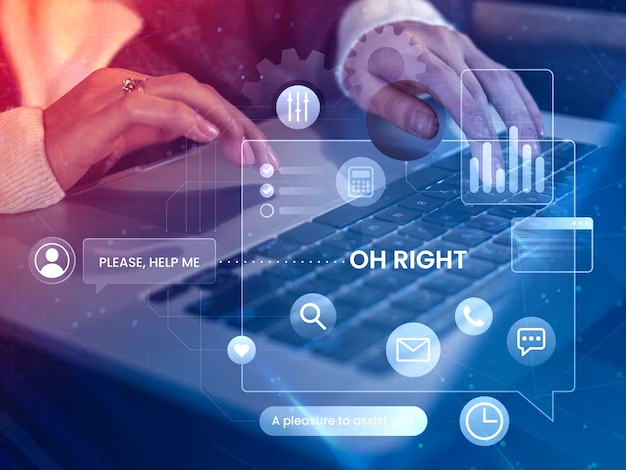 PLEASE, HELP ME
OH RIGHT
A pleasure to assist you